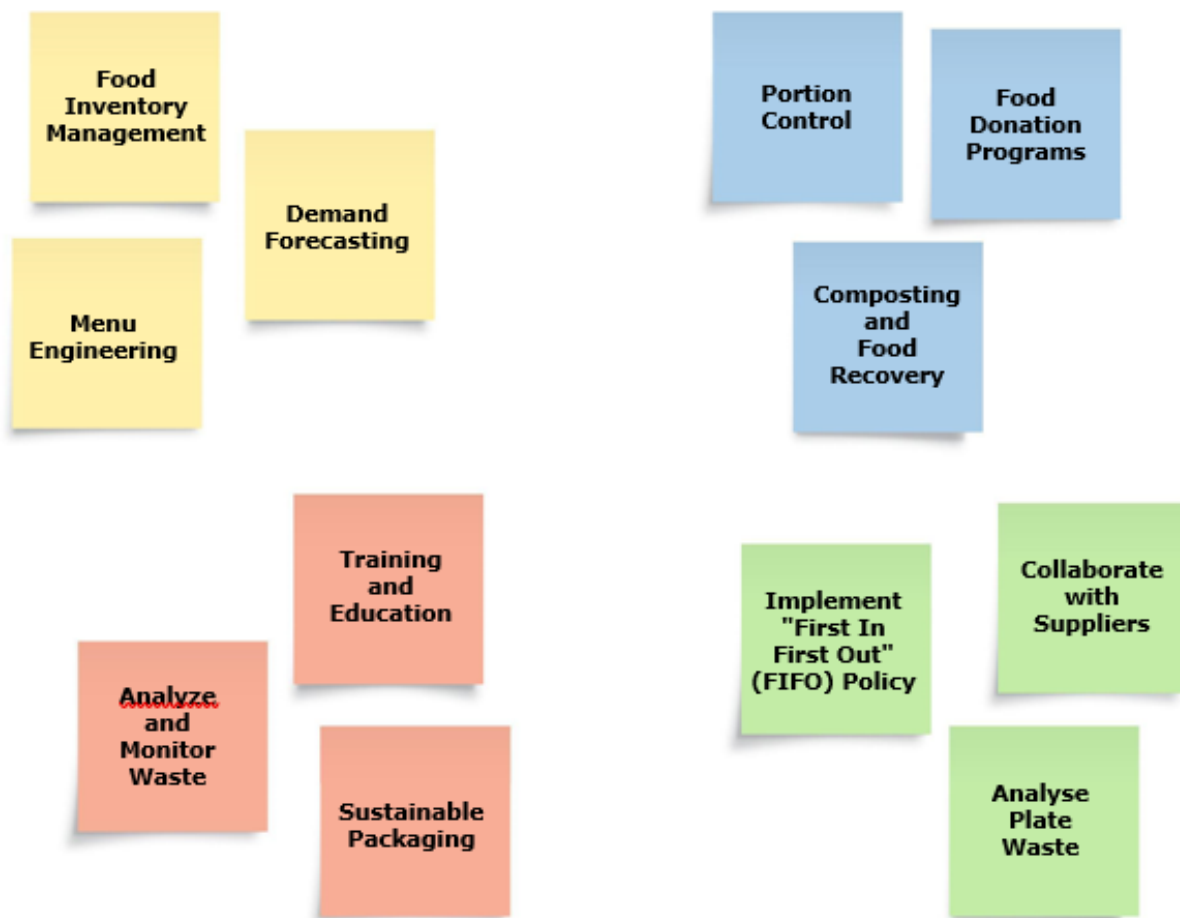 Food
Inventory
Management
Demand
Forecasting
Menu
Engineering
Portion
Control
Food
Donation
Programs
Composting
and
Food
Recovery
Training
and
Education
Analyze
and
Monitor
Waste
Sustainable
Packaging
Implement
"First In
First Out"
(FIFO) Policy
Collaborate
with
Suppliers
Analyse
Plate
Waste